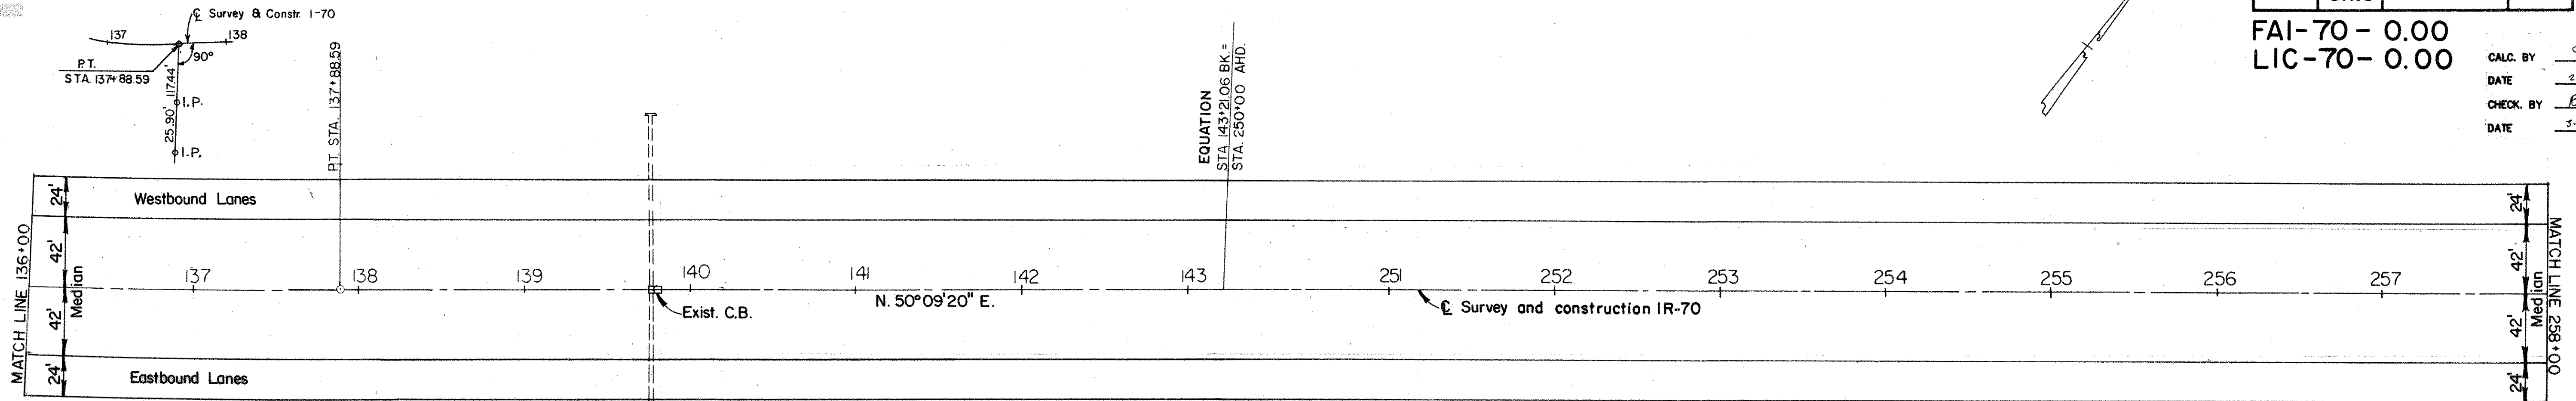 ℄ Survey & Constr. I-70
137
138
90°
P.T.
STA. 137+88.59
117.44'
I.P.
25.90'
I.P.
P.T. STA. 137+88.59
EQUATION
STA. 143+21.06 BK.=
STA. 250+00 AHD.
FAI-70-0.00
LIC-70-0.00
CALC. BY
DATE
CHECK. BY
DATE
MATCH LINE 136+00
24'
42'
42'
24'
Median
Westbound Lanes
137
138
139
140
141
142
143
251
252
253
254
255
256
257
Exist. C.B.
N. 50°09'20" E.
℄ Survey and construction IR-70
Eastbound Lanes
24'
42'
42'
24'
Median
MATCH LINE 258+00